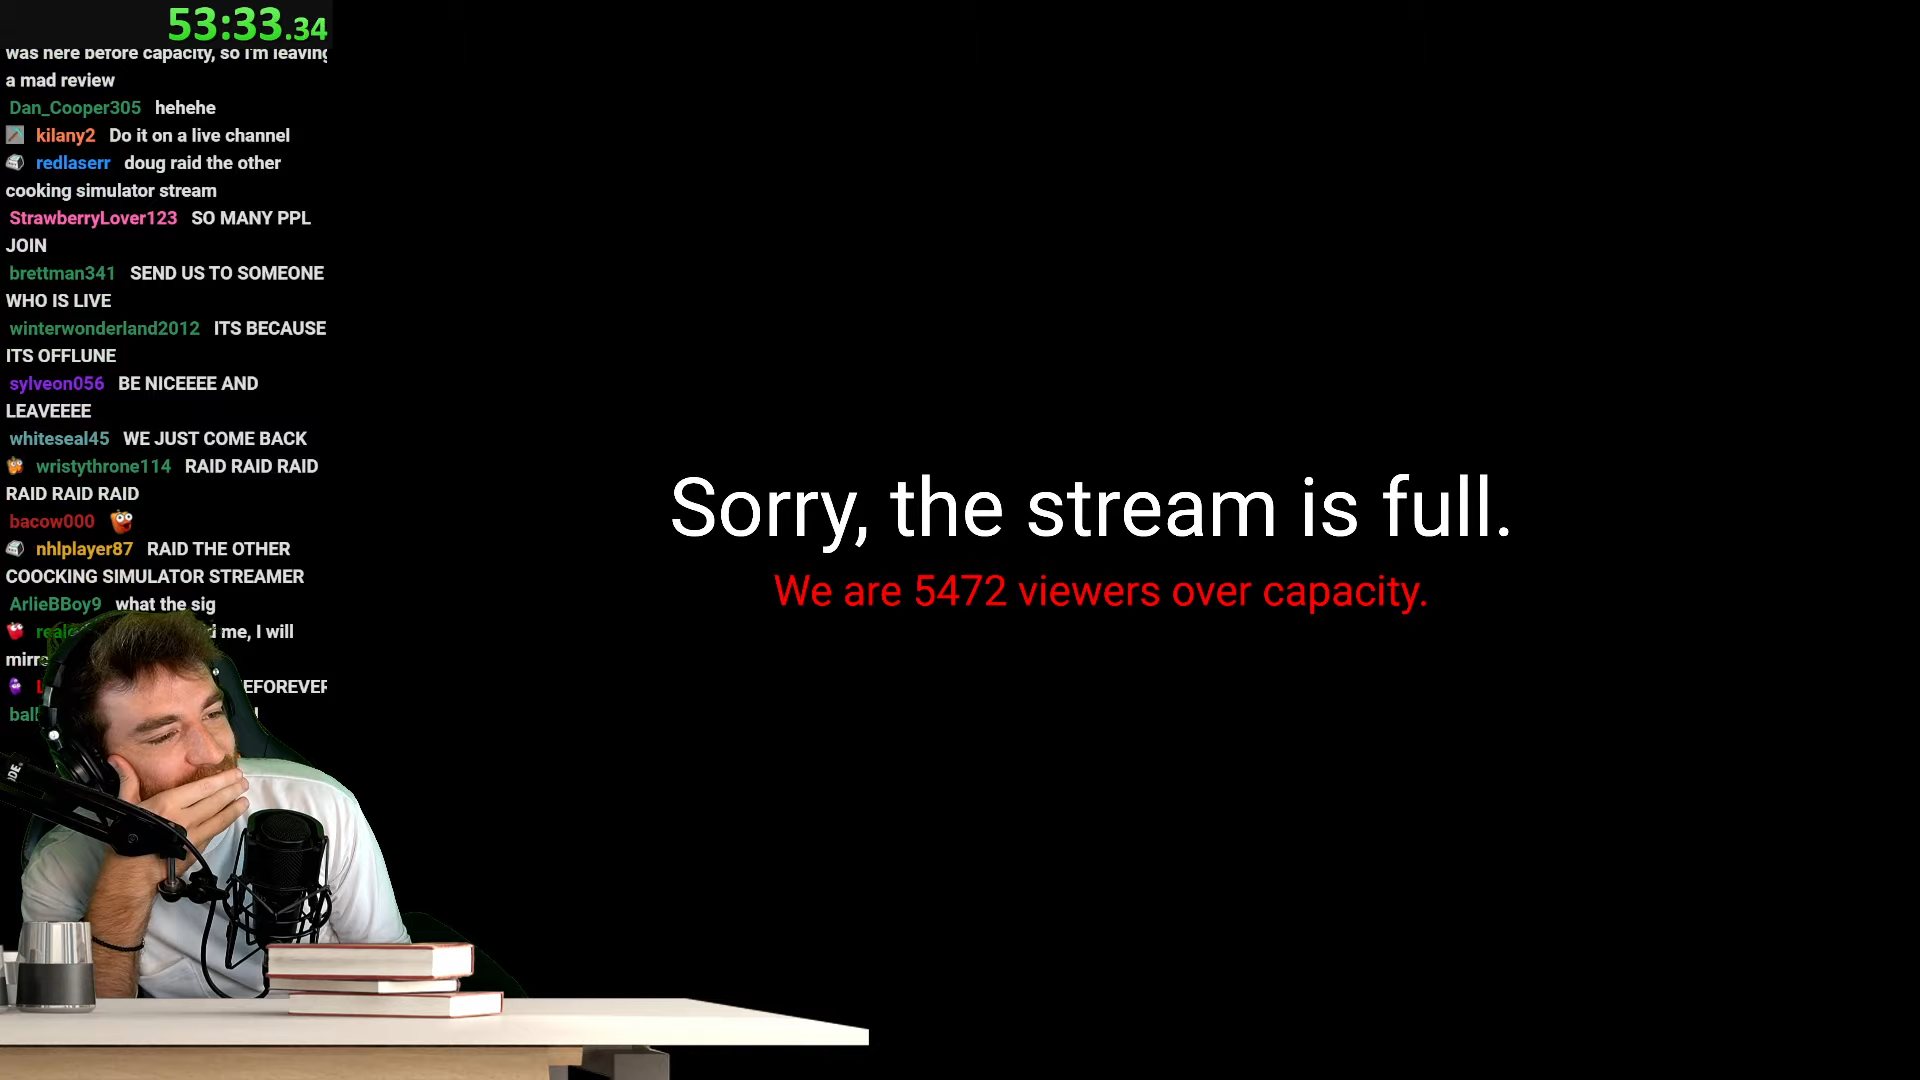 53:33.34
was here before capacity, so I'm leaving
a mad review
Dan_Cooper305 hehehe
kilany2 Do it on a live channel
redlaserr doug raid the other
cooking simulator stream
StrawberryLover123 SO MANY PPL
JOIN
brettman341 SEND US TO SOMEONE
WHO IS LIVE
winterwonderland2012 ITS BECAUSE
ITS OFFLUNE
sylveon056 BE NICEEEE AND
LEAVEEEE
whiteseal45 WE JUST COME BACK
wristythrone114 RAID RAID RAID
RAID RAID RAID
bacow000
nhlplayer87 RAID THE OTHER
COOCKING SIMULATOR STREAMER
ArlieBBoy9 what the sig
me, I will
Sorry, the stream is full.
We are 5472 viewers over capacity.